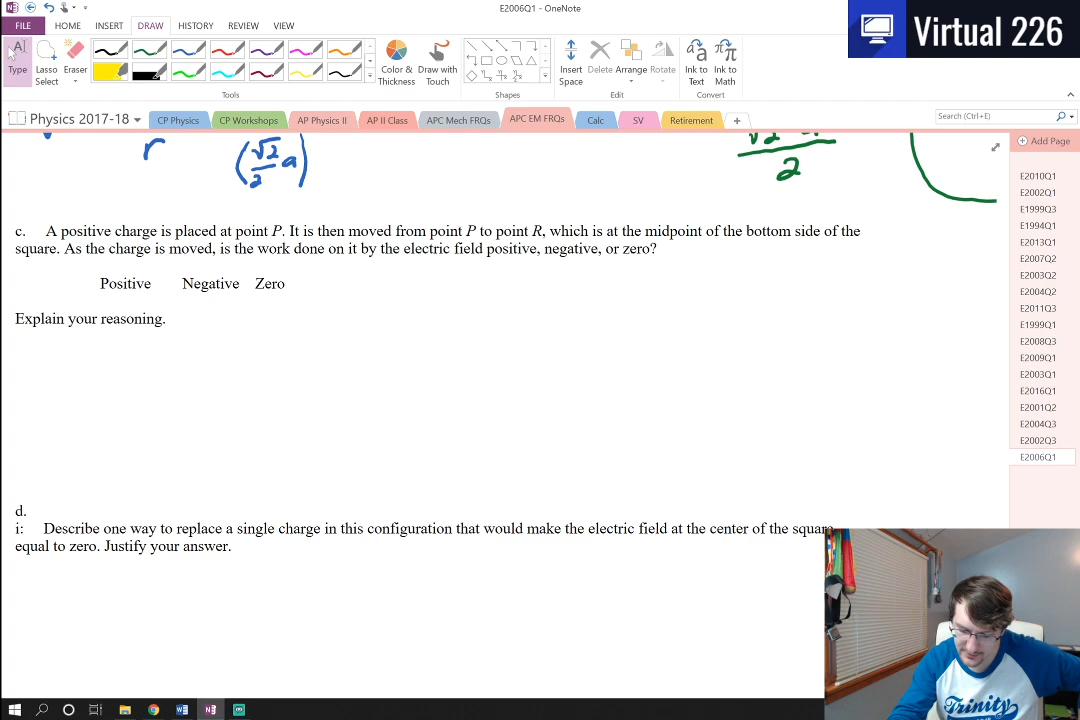 E2006Q1 - OneNote
Virtual 226
FILE HOME INSERT DRAW HISTORY REVIEW VIEW
Type
Lasso Select
Eraser
Color & Thickness
Draw with Touch
Insert Space
Delete
Arrange
Rotate
Ink to Text
Ink to Math
Tools
Shapes
Edit
Convert
Physics 2017-18
CP Physics
CP Workshops
AP Physics II
AP II Class
APC Mech FRQs
APC EM FRQs
Calc
SV
Retirement
Search (Ctrl+E)
Add Page
r
(√2/2 a)
2
c. A positive charge is placed at point P. It is then moved from point P to point R, which is at the midpoint of the bottom side of the
square. As the charge is moved, is the work done on it by the electric field positive, negative, or zero?
Positive Negative Zero
Explain your reasoning.
d.
i: Describe one way to replace a single charge in this configuration that would make the electric field at the center of the square
equal to zero. Justify your answer.
E2010Q1
E2002Q1
E1999Q3
E1994Q1
E2013Q1
E2007Q2
E2003Q2
E2004Q2
E2011Q3
E1999Q1
E2008Q3
E2009Q1
E2003Q1
E2016Q1
E2001Q2
E2004Q3
E2002Q3
E2006Q1
Trinity